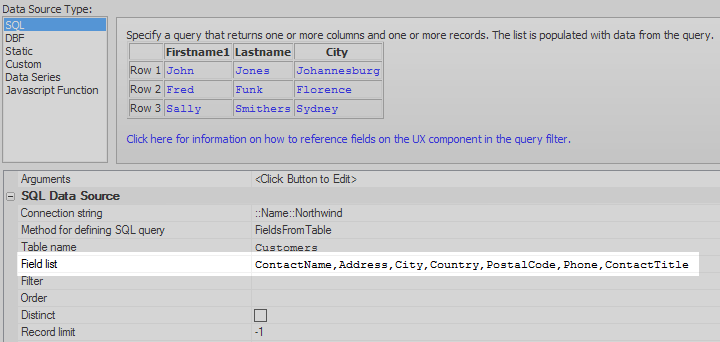 Data Source Type:
SQL
DBF
Static
Custom
Data Series
Javascript Function
Specify a query that returns one or more columns and one or more records. The list is populated with data from the query.
Firstname1 Lastname City
Row 1 John Jones Johannesburg
Row 2 Fred Funk Florence
Row 3 Sally Smithers Sydney
Click here for information on how to reference fields on the UX component in the query filter.
Arguments <Click Button to Edit>
SQL Data Source
Connection string ::Name::Northwind
Method for defining SQL query FieldsFromTable
Table name Customers
Field list ContactName,Address,City,Country,PostalCode,Phone,ContactTitle
Filter
Order
Distinct
Record limit -1